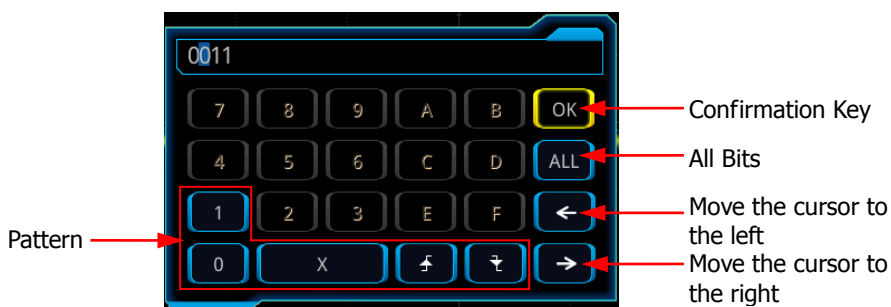 0011
7 8 9 A B OK
Confirmation Key
4 5 6 C D ALL
All Bits
1 2 3 E F ←
Move the cursor to
the left
Pattern
0 X →
Move the cursor to
the right